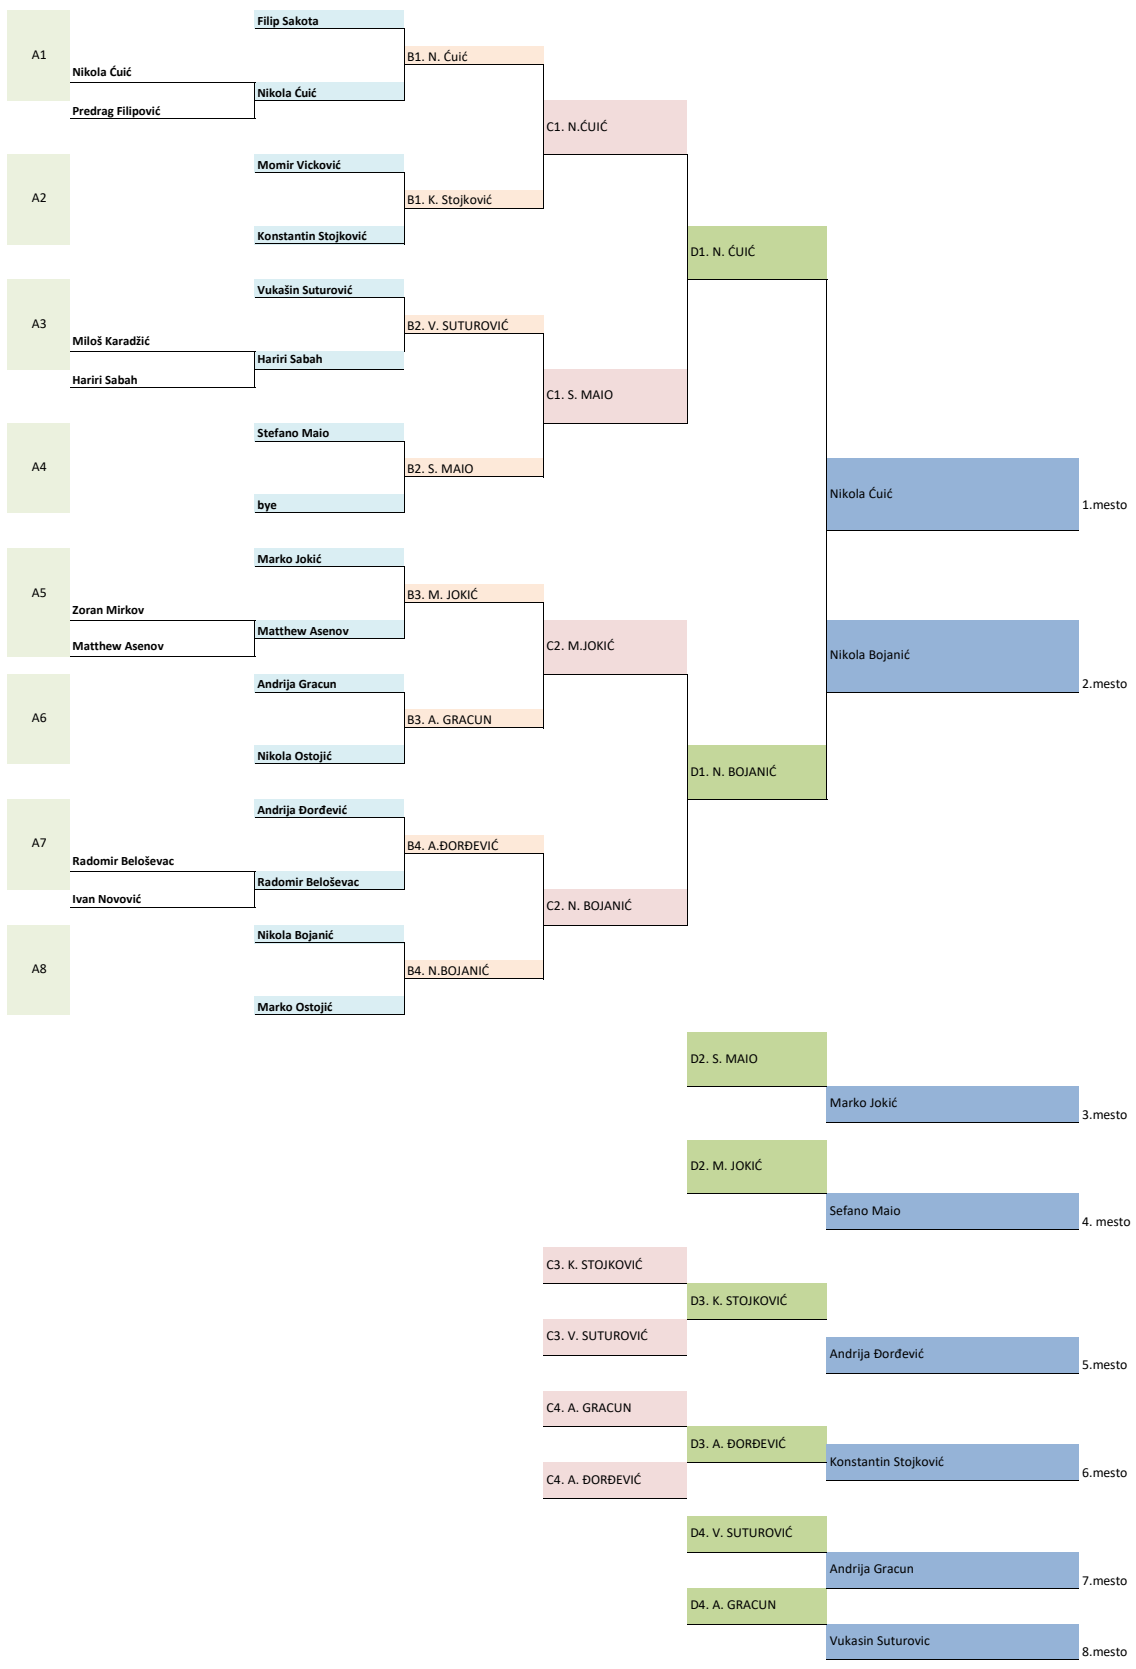 Filip Sakota
A1
B1. N. Ćuić
Nikola Ćuić
Nikola Ćuić
Predrag Filipović
C1. N.ĆUIĆ
Momir Vicković
A2
B1. K. Stojković
Konstantin Stojković
D1. N. ĆUIĆ
Vukašin Suturović
A3
B2. V. SUTUROVIĆ
Miloš Karadžić
Hariri Sabah
Hariri Sabah
C1. S. MAIO
Stefano Maio
A4
B2. S. MAIO
Nikola Ćuić
1.mesto
bye
Marko Jokić
A5
B3. M. JOKIĆ
Zoran Mirkov
Matthew Asenov
Matthew Asenov
C2. M.JOKIĆ
Nikola Bojanić
2.mesto
Andrija Gracun
A6
B3. A. GRACUN
Nikola Ostojić
D1. N. BOJANIĆ
Andrija Đorđević
A7
B4. A.ĐORĐEVIĆ
Radomir Beloševac
Radomir Beloševac
Ivan Novović
C2. N. BOJANIĆ
Nikola Bojanić
A8
B4. N.BOJANIĆ
Marko Ostojić
D2. S. MAIO
Marko Jokić
3.mesto
D2. M. JOKIĆ
Sefano Maio
4. mesto
C3. K. STOJKOVIĆ
D3. K. STOJKOVIĆ
C3. V. SUTUROVIĆ
Andrija Đorđević
5.mesto
C4. A. GRACUN
D3. A. ĐORĐEVIĆ
Konstantin Stojković
6.mesto
C4. A. ĐORĐEVIĆ
D4. V. SUTUROVIĆ
Andrija Gracun
7.mesto
D4. A. GRACUN
Vukasin Suturovic
8.mesto